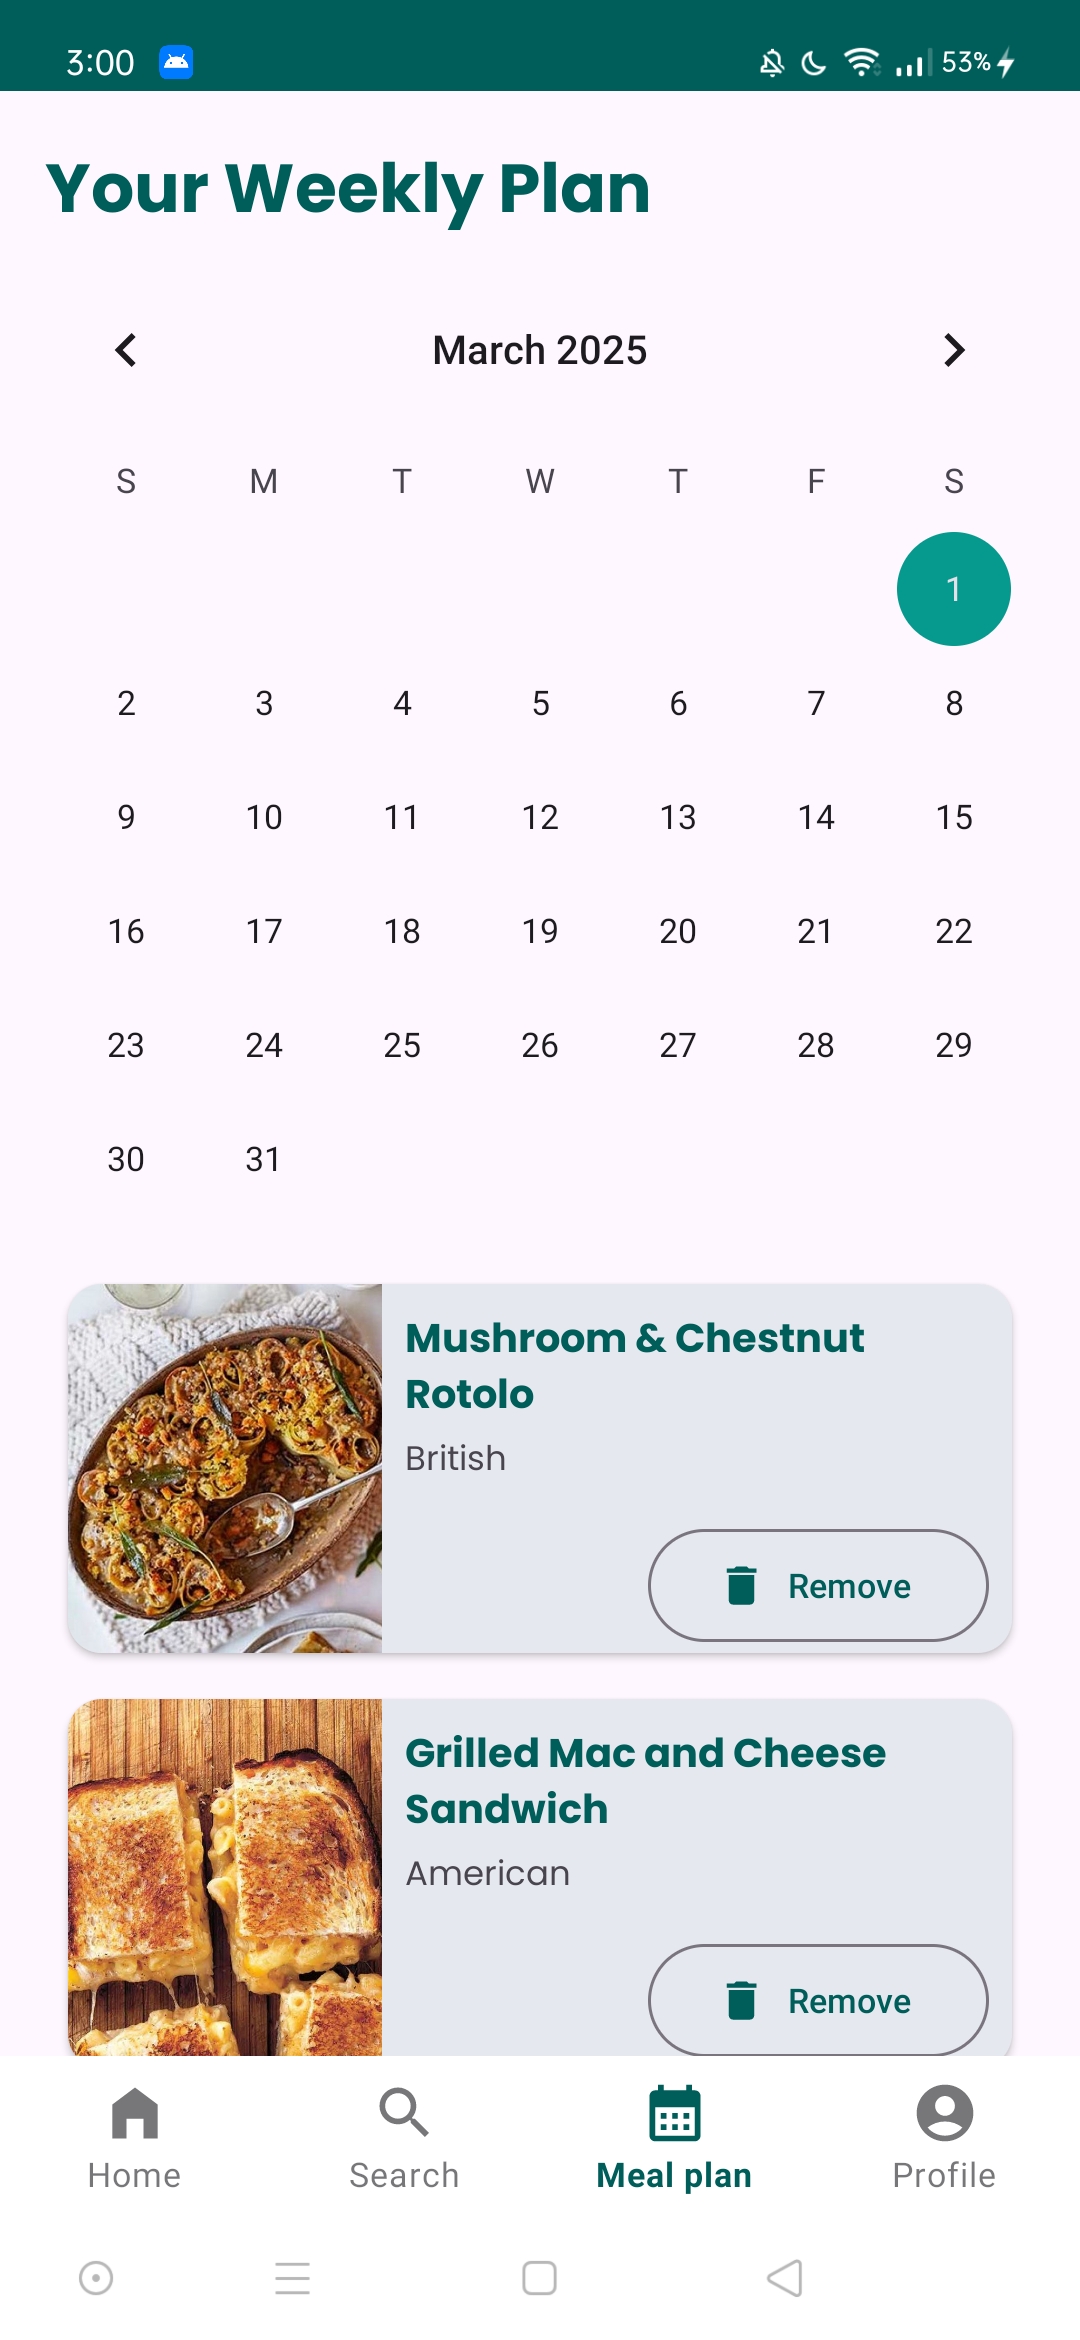 3:00 53%
Your Weekly Plan
March 2025
S M T W T F S
1
2 3 4 5 6 7 8
9 10 11 12 13 14 15
16 17 18 19 20 21 22
23 24 25 26 27 28 29
30 31
Mushroom & Chestnut
Rotolo
British
Remove
Grilled Mac and Cheese
Sandwich
American
Remove
Home Search Meal plan Profile